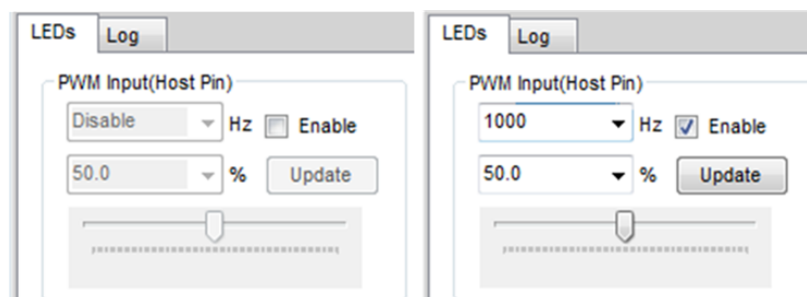 LEDs Log
PWM Input(Host Pin)
Disable Hz Enable
50.0 % Update
LEDs Log
PWM Input(Host Pin)
1000 Hz Enable
50.0 % Update